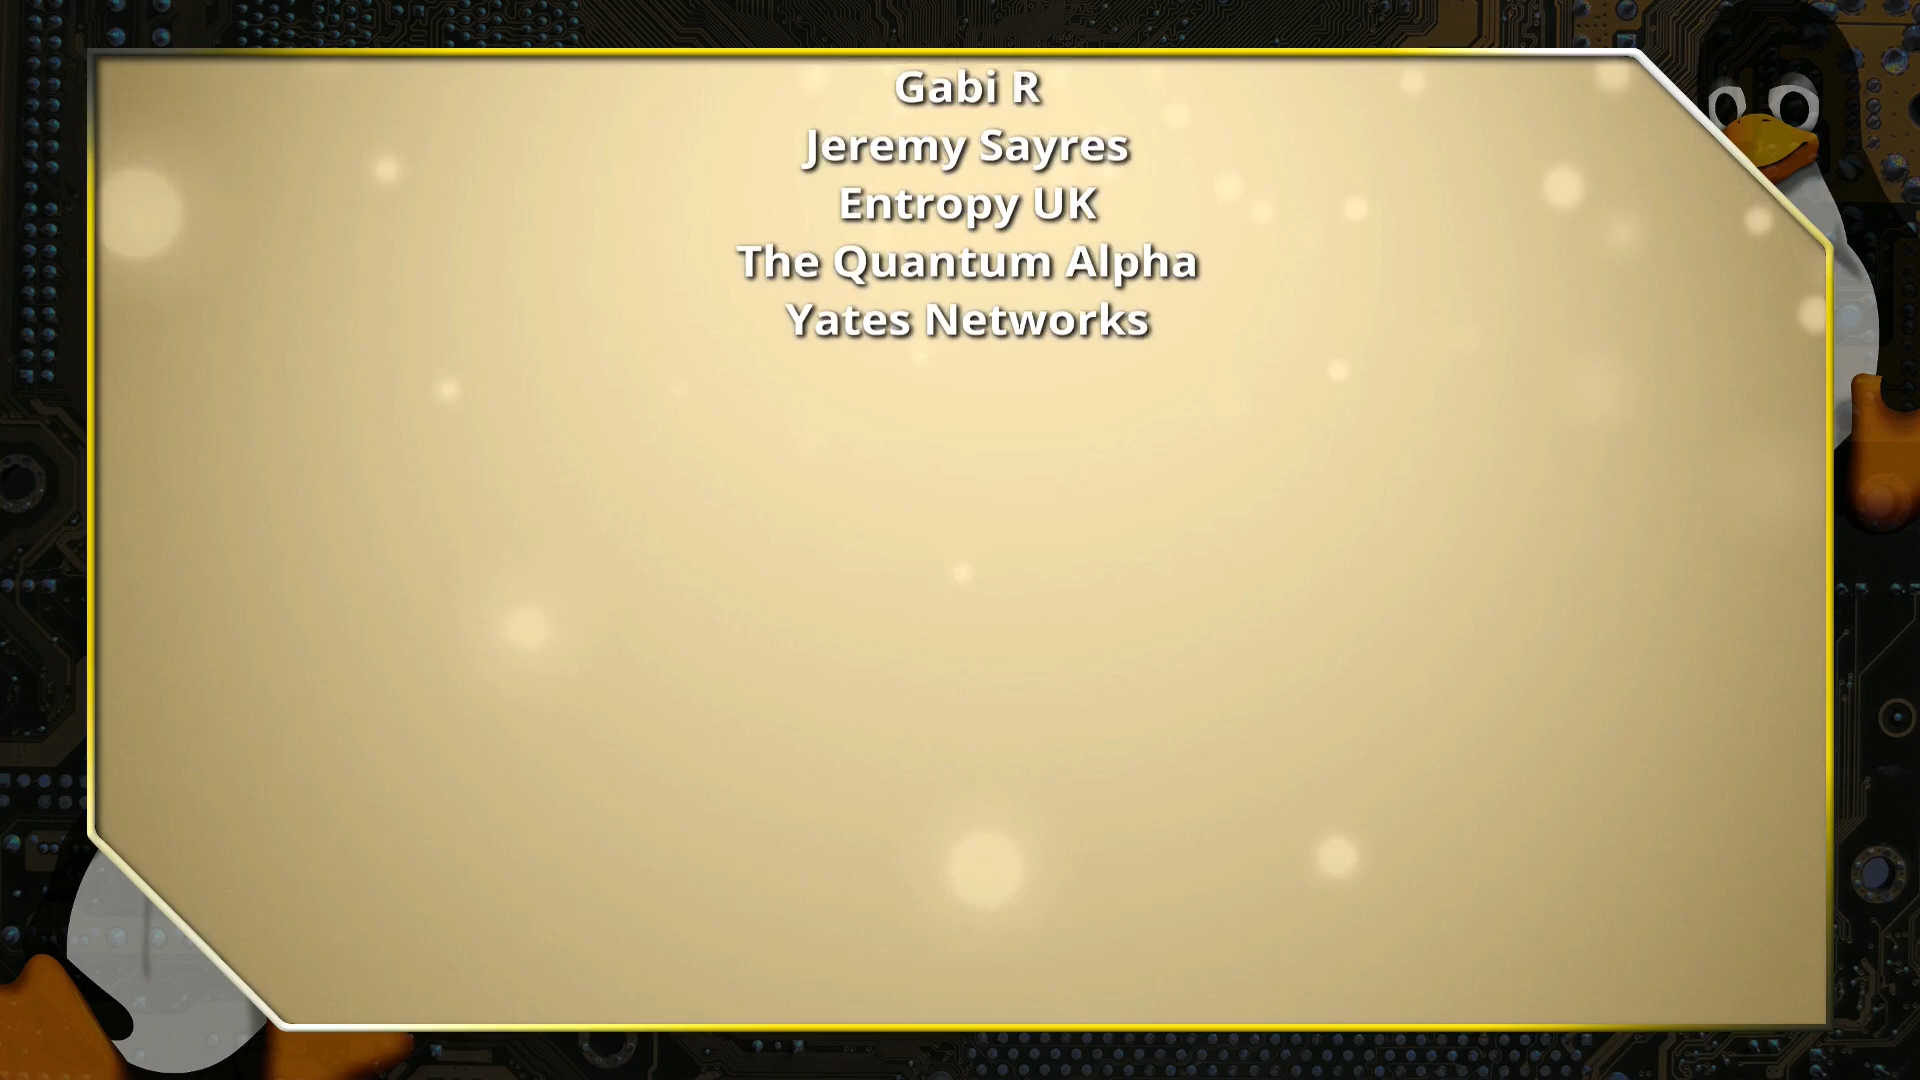 Gabi R
Jeremy Sayres
Entropy UK
The Quantum Alpha
Yates Networks